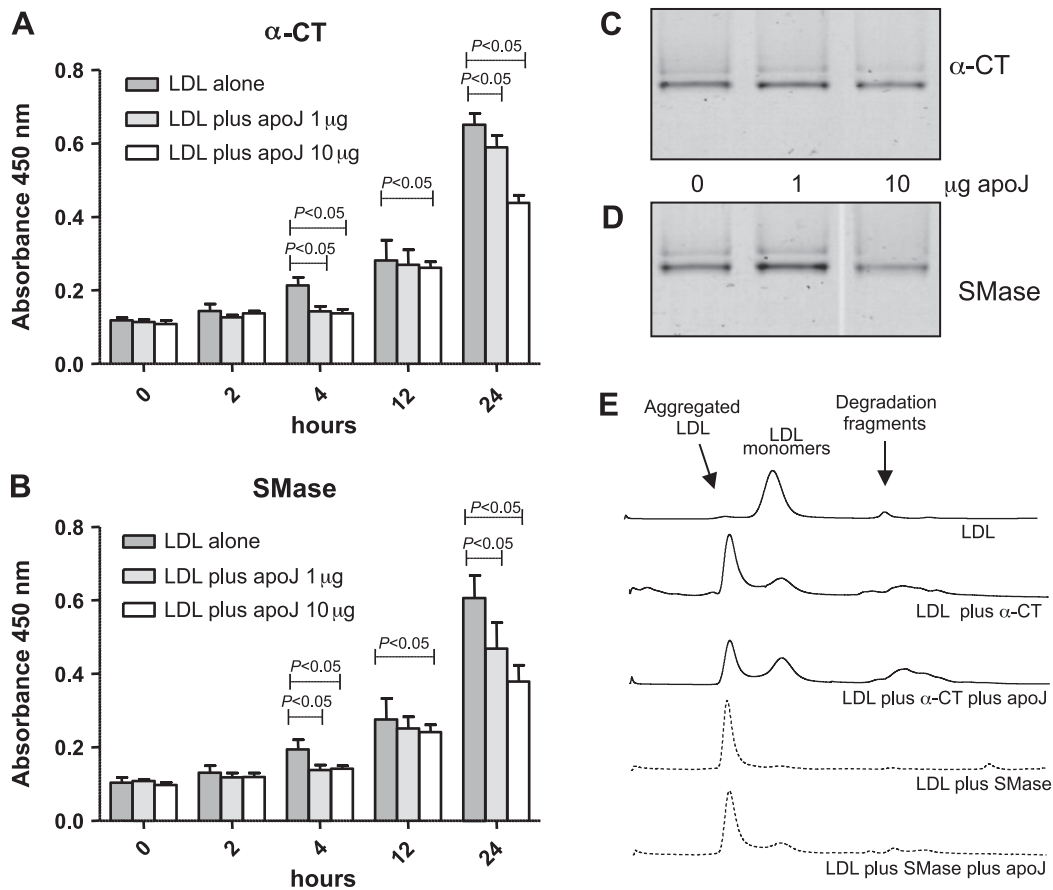 A
α-CT
LDL alone
LDL plus apoJ 1 μg
LDL plus apoJ 10 μg
P<0.05
P<0.05
P<0.05
P<0.05
P<0.05
Absorbance 450 nm
0.8
0.6
0.4
0.2
0.0
0
2
4
12
24
hours
B
SMase
LDL alone
LDL plus apoJ 1 μg
LDL plus apoJ 10 μg
P<0.05
P<0.05
P<0.05
P<0.05
P<0.05
Absorbance 450 nm
0.8
0.6
0.4
0.2
0.0
0
2
4
12
24
hours
C
α-CT
0
1
10
μg apoJ
D
SMase
E
Aggregated
LDL
LDL
monomers
Degradation
fragments
LDL
LDL plus α-CT
LDL plus α-CT plus apoJ
LDL plus SMase
LDL plus SMase plus apoJ